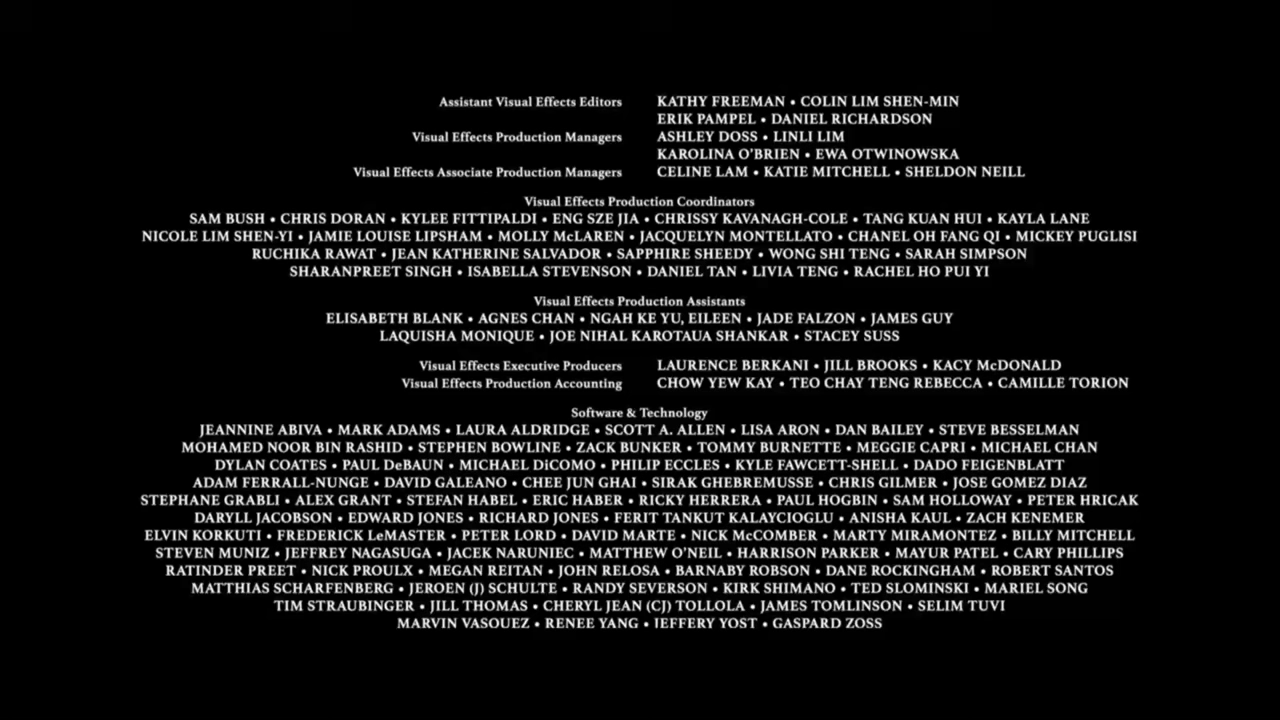 Assistant Visual Effects Editors KATHY FREEMAN • COLIN LIM SHEN-MIN
ERIK PAMPEL • DANIEL RICHARDSON
Visual Effects Production Managers ASHLEY DOSS • LINLI LIM
KAROLINA O'BRIEN • EWA OTWINOWSKA
Visual Effects Associate Production Managers CELINE LAM • KATIE MITCHELL • SHELDON NEILL
Visual Effects Production Coordinators
SAM BUSH • CHRIS DORAN • KYLEE FITTIPALDI • ENG SZE JIA • CHRISSY KAVANAGH-COLE • TANG KUAN HUI • KAYLA LANE
NICOLE LIM SHEN-YI • JAMIE LOUISE LIPSHAM • MOLLY McLAREN • JACQUELYN MONTELLATO • CHANEL OH FANG QI • MICKEY PUGLISI
RUCHIKA RAWAT • JEAN KATHERINE SALVADOR • SAPPHIRE SHEEDY • WONG SHI TENG • SARAH SIMPSON
SHARANPREET SINGH • ISABELLA STEVENSON • DANIEL TAN • LIVIA TENG • RACHEL HO PUI YI
Visual Effects Production Assistants
ELISABETH BLANK • AGNES CHAN • NGAH KE YU, EILEEN • JADE FALZON • JAMES GUY
LAQUISHA MONIQUE • JOE NIHAL KAROTAUA SHANKAR • STACEY SUSS
Visual Effects Executive Producers LAURENCE BERKANI • JILL BROOKS • KACY McDONALD
Visual Effects Production Accounting CHOW YEW KAY • TEO CHAY TENG REBECCA • CAMILLE TORION
Software & Technology
JEANNINE ABIVA • MARK ADAMS • LAURA ALDRIDGE • SCOTT A. ALLEN • LISA ARON • DAN BAILEY • STEVE BESSELMAN
MOHAMED NOOR BIN RASHID • STEPHEN BOWLINE • ZACK BUNKER • TOMMY BURNETTE • MEGGIE CAPRI • MICHAEL CHAN
DYLAN COATES • PAUL DeBAUN • MICHAEL DiCOMO • PHILIP ECCLES • KYLE FAWCETT-SHELL • DADO FEIGENBLATT
ADAM FERRALL-NUNGE • DAVID GALEANO • CHEE JUN GHAI • SIRAK GHEBREMUSSE • CHRIS GILMER • JOSE GOMEZ DIAZ
STEPHANE GRABLI • ALEX GRANT • STEFAN HABEL • ERIC HABER • RICKY HERRERA • PAUL HOGBIN • SAM HOLLOWAY • PETER HRICAK
DARYLL JACOBSON • EDWARD JONES • RICHARD JONES • FERIT TANKUT KALAYCIOGLU • ANISHA KAUL • ZACH KENEMER
ELVIN KORKUTI • FREDERICK LeMASTER • PETER LORD • DAVID MARTE • NICK McCOMBER • MARTY MIRAMONTEZ • BILLY MITCHELL
STEVEN MUNIZ • JEFFREY NAGASUGA • JACEK NARUNIEC • MATTHEW O'NEIL • HARRISON PARKER • MAYUR PATEL • CARY PHILLIPS
RATINDER PREET • NICK PROULX • MEGAN REITAN • JOHN RELOSA • BARNABY ROBSON • DANE ROCKINGHAM • ROBERT SANTOS
MATTHIAS SCHARFENBERG • JEROEN (J) SCHULTE • RANDY SEVERSON • KIRK SHIMANO • TED SLOMINSKI • MARIEL SONG
TIM STRAUBINGER • JILL THOMAS • CHERYL JEAN (CJ) TOLLOLA • JAMES TOMLINSON • SELIM TUVI
MARVIN VASQUEZ • RENEE YANG • JEFFERY YOST • GASPARD ZOSS